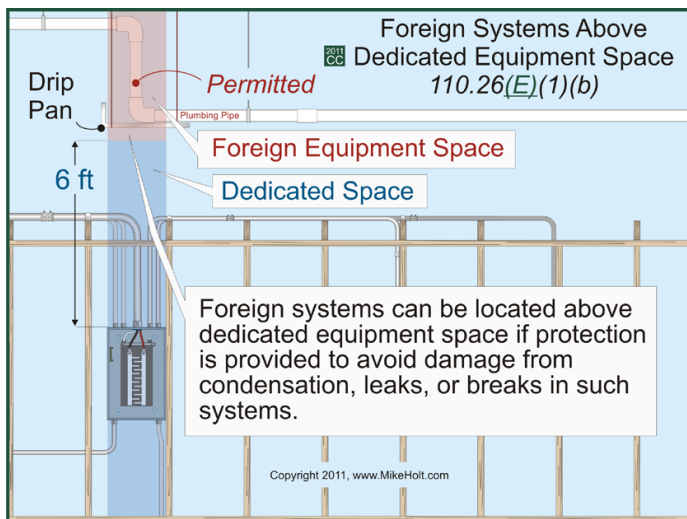 Foreign Systems Above
2011
CC
Dedicated Equipment Space
110.26(E)(1)(b)
Drip
Pan
Permitted
Plumbing Pipe
Foreign Equipment Space
6 ft
Dedicated Space
Foreign systems can be located above
dedicated equipment space if protection
is provided to avoid damage from
condensation, leaks, or breaks in such
systems.
Copyright 2011, www.MikeHolt.com